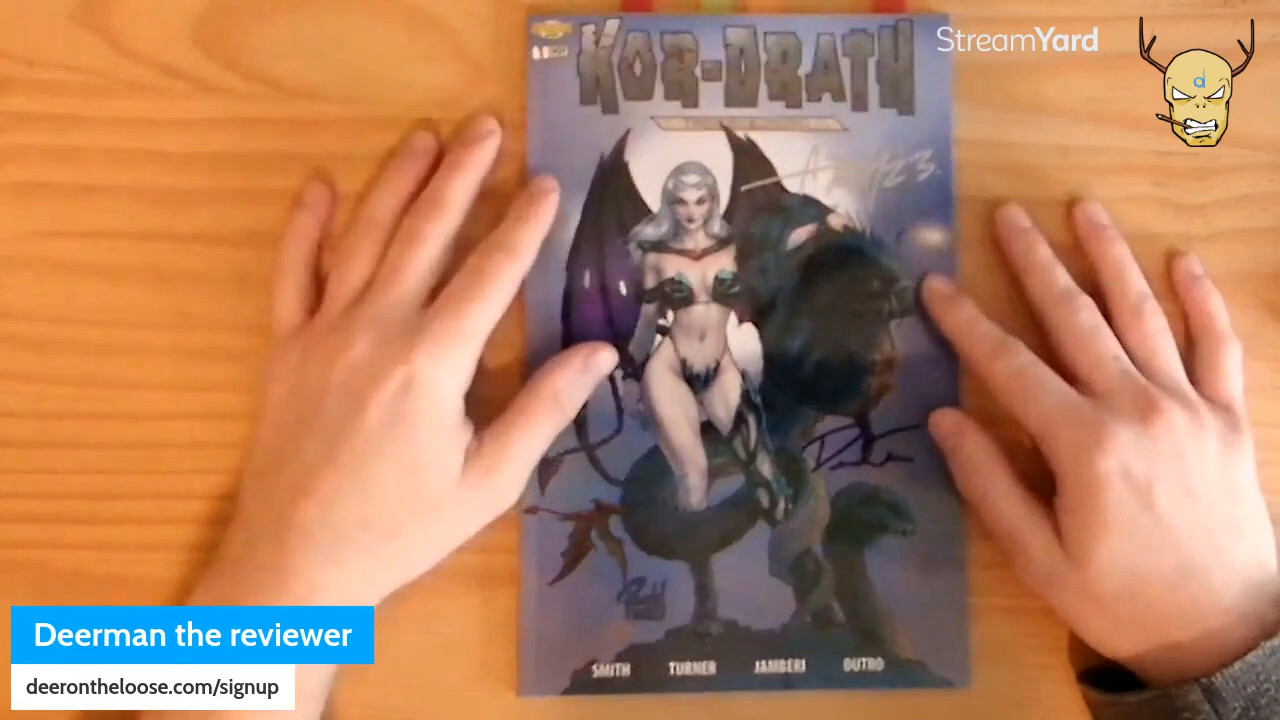 KOR-DRATH
StreamYard
d
SMITH TURNER JAMBERI DUTRO
Deerman the reviewer
deerontheloose.com/signup